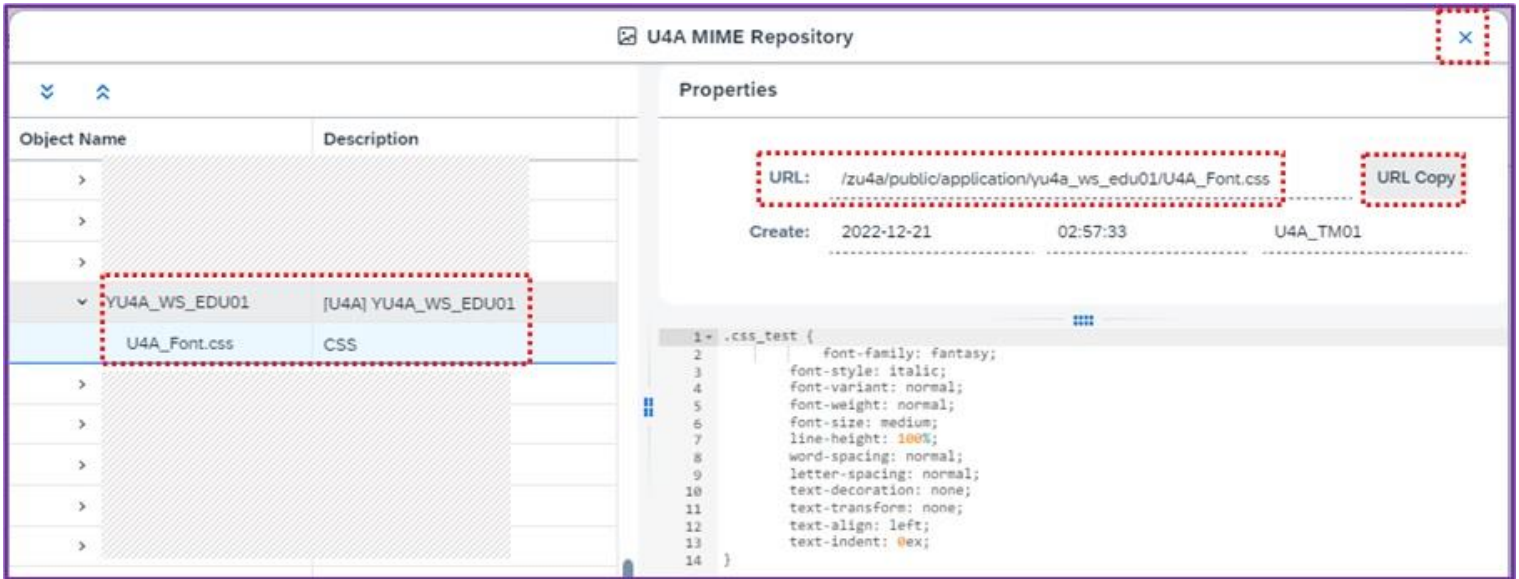 U4A MIME Repository
Object Name Description
YU4A_WS_EDU01 [U4A] YU4A_WS_EDU01
U4A_Font.css CSS
Properties
URL: /zu4a/public/application/yu4a_ws_edu01/U4A_Font.css URL Copy
Create: 2022-12-21 02:57:33 U4A_TM01
1 .css_test {
2 font-family: fantasy;
3 font-style: italic;
4 font-variant: normal;
5 font-weight: normal;
6 font-size: medium;
7 line-height: 100%;
8 word-spacing: normal;
9 letter-spacing: normal;
10 text-decoration: none;
11 text-transform: none;
12 text-align: left;
13 text-indent: 0ex;
14 }